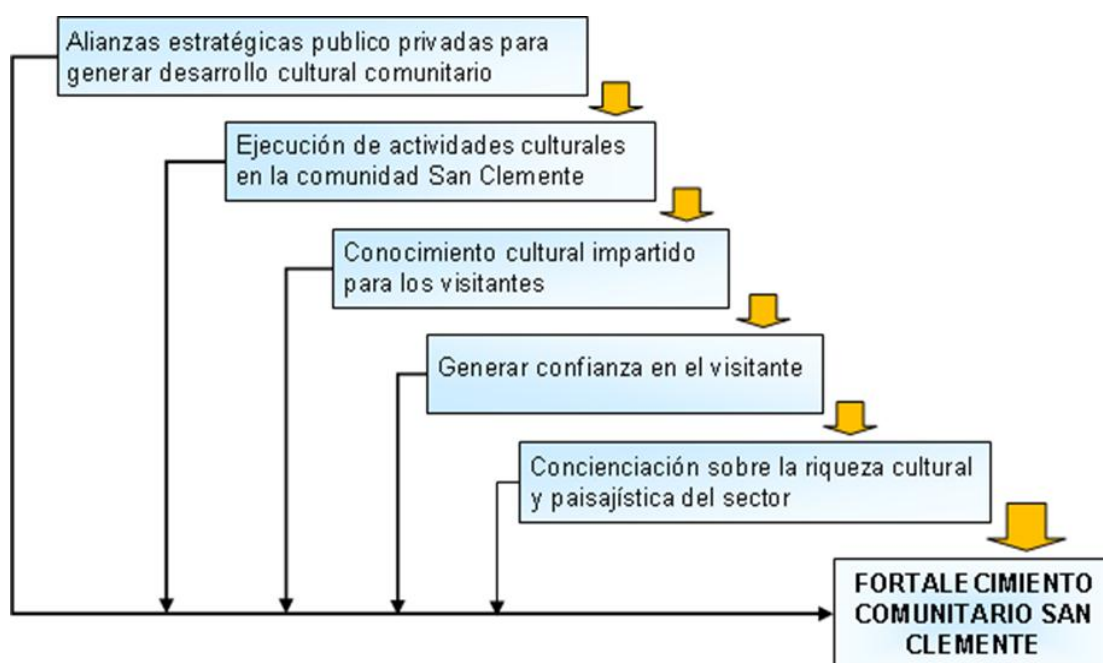 Alianzas estratégicas publico privadas para
generar desarrollo cultural comunitario
Ejecución de actividades culturales
en la comunidad San Clemente
Conocimiento cultural impartido
para los visitantes
Generar confianza en el visitante
Concienciación sobre la riqueza cultural
y paisajística del sector
FORTALECIMIENTO
COMUNITARIO SAN
CLEMENTE